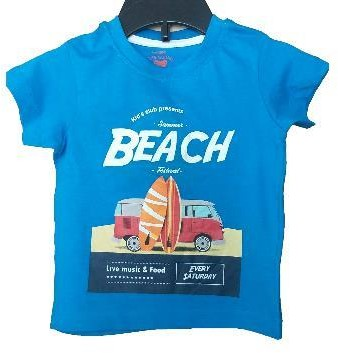 Kid's club presents
Summer
BEACH
- Festival -
Live music & Food
EVERY
SATURDAY